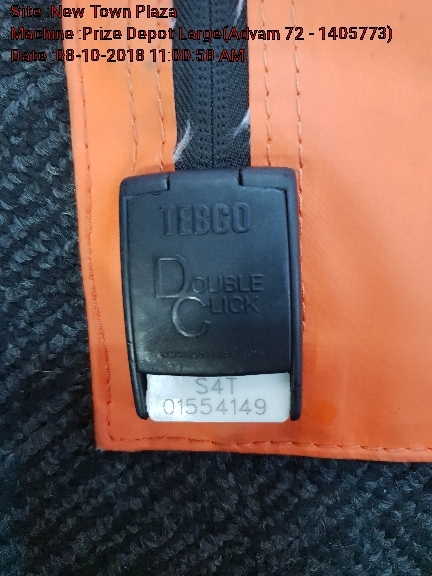 Site :New Town Plaza
Machine :Prize Depot Large(Advam 72 - 1405773)
Date :08-10-2018 11:00:58 AM
TEBGO
DOUBLE
CLICK
S4T
01554149